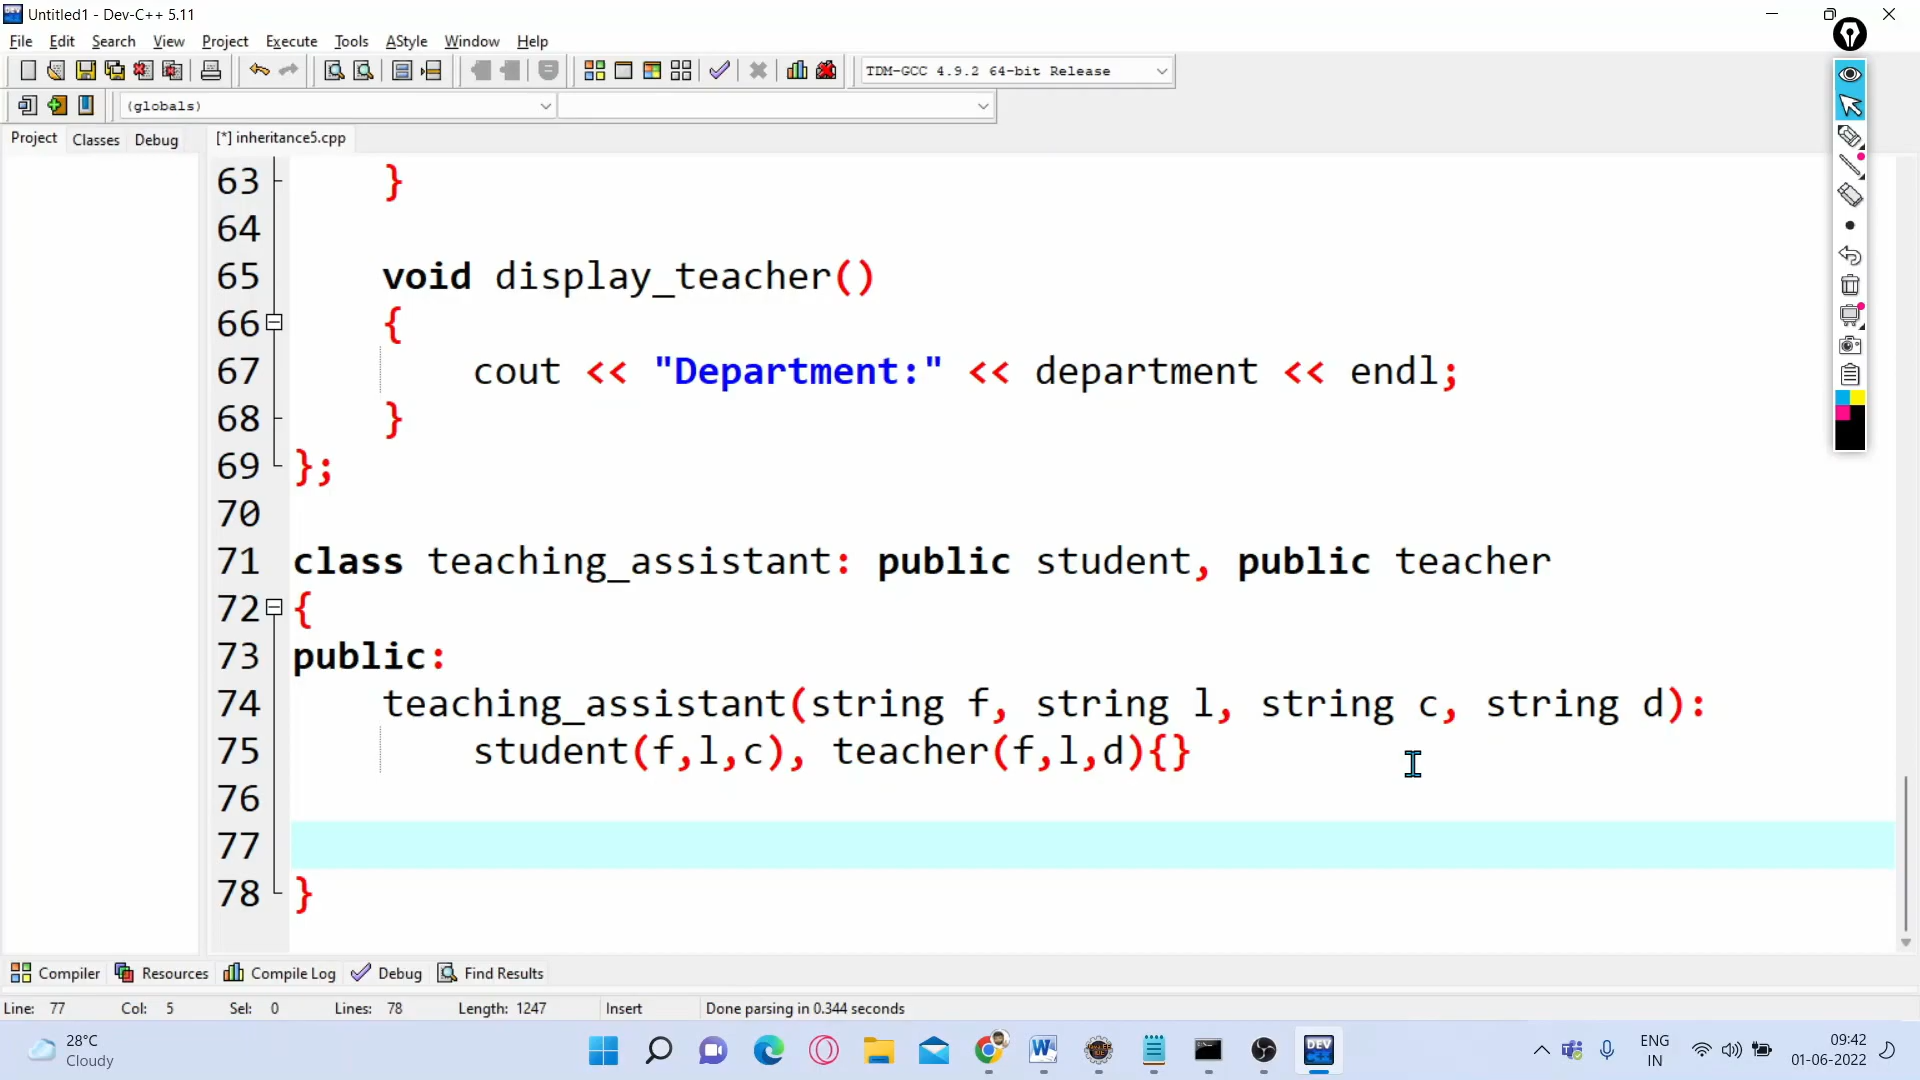 Untitled1 - Dev-C++ 5.11
File Edit Search View Project Execute Tools AStyle Window Help
TDM-GCC 4.9.2 64-bit Release
(globals)
Project Classes Debug [*] inheritance5.cpp
63 }
64
65 void display_teacher()
66 {
67 cout << "Department:" << department << endl;
68 }
69 };
70
71 class teaching_assistant: public student, public teacher
72 {
73 public:
74 teaching_assistant(string f, string l, string c, string d):
75 student(f,l,c), teacher(f,l,d){}
76
77
78 }
Compiler Resources Compile Log Debug Find Results
Line: 77 Col: 5 Sel: 0 Lines: 78 Length: 1247 Insert Done parsing in 0.344 seconds
28°C
Cloudy
ENG
IN
09:42
01-06-2022